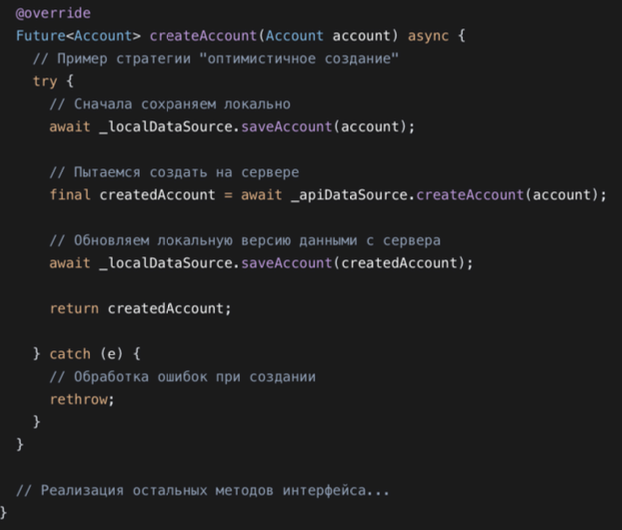 @override
Future<Account> createAccount(Account account) async {
// Пример стратегии "оптимистичное создание"
try {
// Сначала сохраняем локально
await _localDataSource.saveAccount(account);
// Пытаемся создать на сервере
final createdAccount = await _apiDataSource.createAccount(account);
// Обновляем локальную версию данными с сервера
await _localDataSource.saveAccount(createdAccount);
return createdAccount;
} catch (e) {
// Обработка ошибок при создании
rethrow;
}
}
// Реализация остальных методов интерфейса...
}